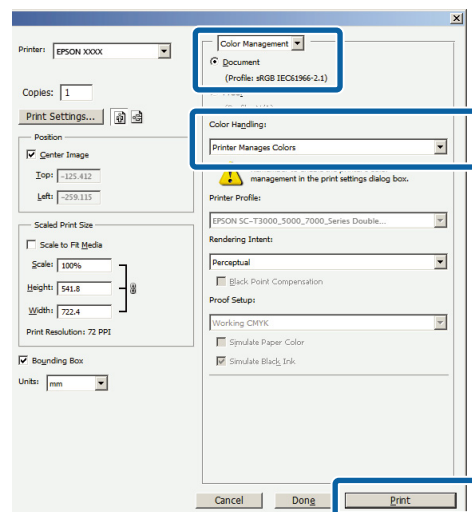 Printer: EPSON XXXX
Copies: 1
Print Settings...
Position
Center Image
Top: -125.412
Left: -259.115
Scaled Print Size
Scale to Fit Media
Scale: 100%
Height: 541.8
Width: 722.4
Print Resolution: 72 PPI
Bounding Box
Units: mm
Color Management
Document
(Profile: sRGB IEC61966-2.1)
Color Handling:
Printer Manages Colors
management in the print settings dialog box.
Printer Profile:
EPSON SC-T3000_5000_7000_Series Double...
Rendering Intent:
Perceptual
Black Point Compensation
Proof Setup:
Working CMYK
Simulate Paper Color
Simulate Black Ink
Cancel
Done
Print